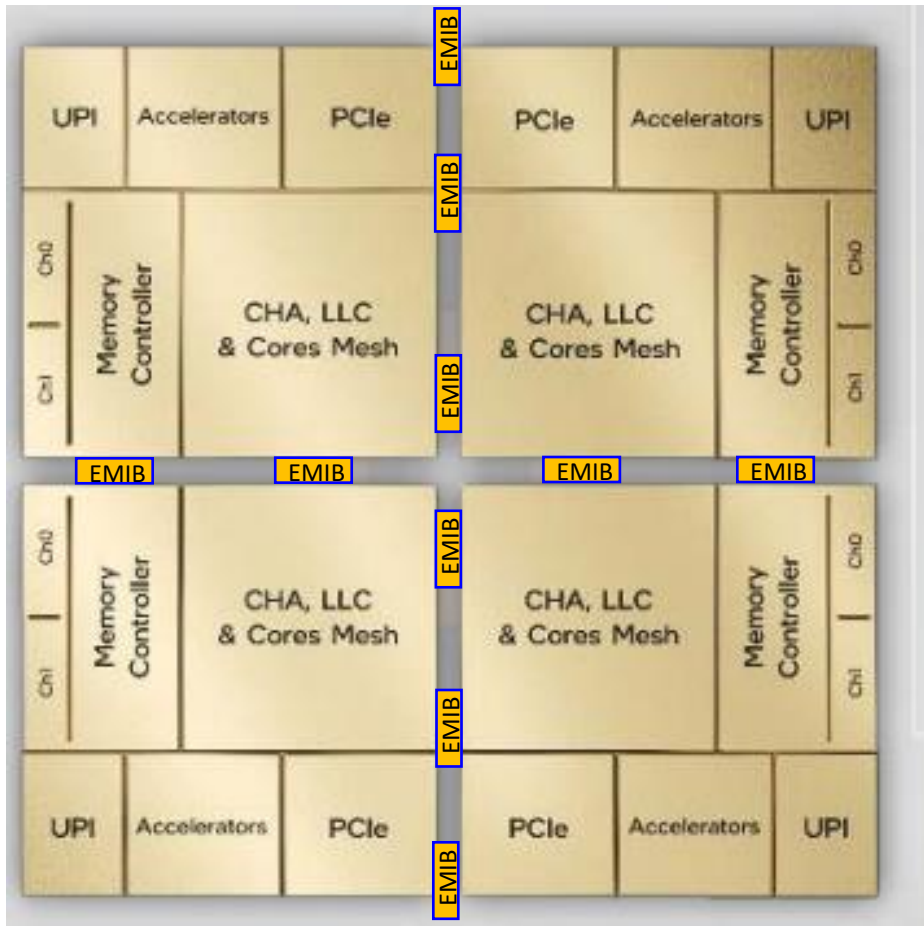 EMIB
UPI
Accelerators
PCIe
PCIe
Accelerators
UPI
EMIB
Ch0
Ch1
Memory
Controller
CHA, LLC
& Cores Mesh
CHA, LLC
& Cores Mesh
Memory
Controller
Ch0
Ch1
EMIB
EMIB
EMIB
EMIB
EMIB
Ch0
Ch1
Memory
Controller
CHA, LLC
& Cores Mesh
EMIB
CHA, LLC
& Cores Mesh
Memory
Controller
Ch0
Ch1
EMIB
UPI
Accelerators
PCIe
PCIe
Accelerators
UPI
EMIB